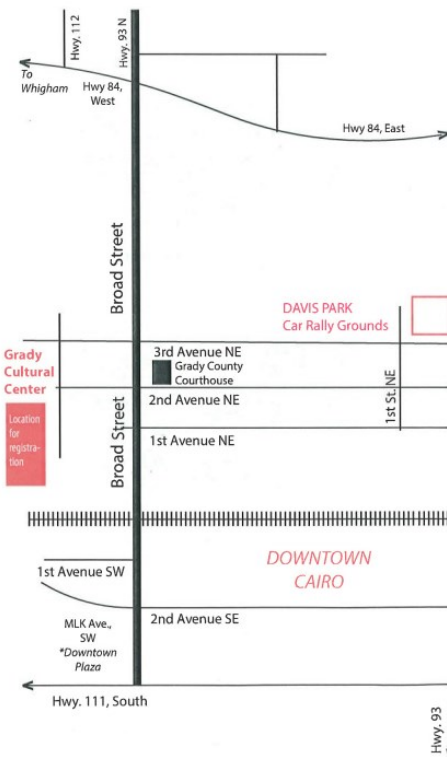 Hwy. 112
Hwy. 93 N
To
Whigham
Hwy 84,
West
Hwy 84, East
Broad Street
DAVIS PARK
Car Rally Grounds
3rd Avenue NE
Grady
Cultural
Center
Grady County
Courthouse
2nd Avenue NE
1st St. NE
Location
for
registra-
tion
Broad Street
1st Avenue NE
DOWNTOWN
CAIRO
1st Avenue SW
2nd Avenue SE
MLK Ave.,
SW
*Downtown
Plaza
Hwy. 111, South
Hwy. 93